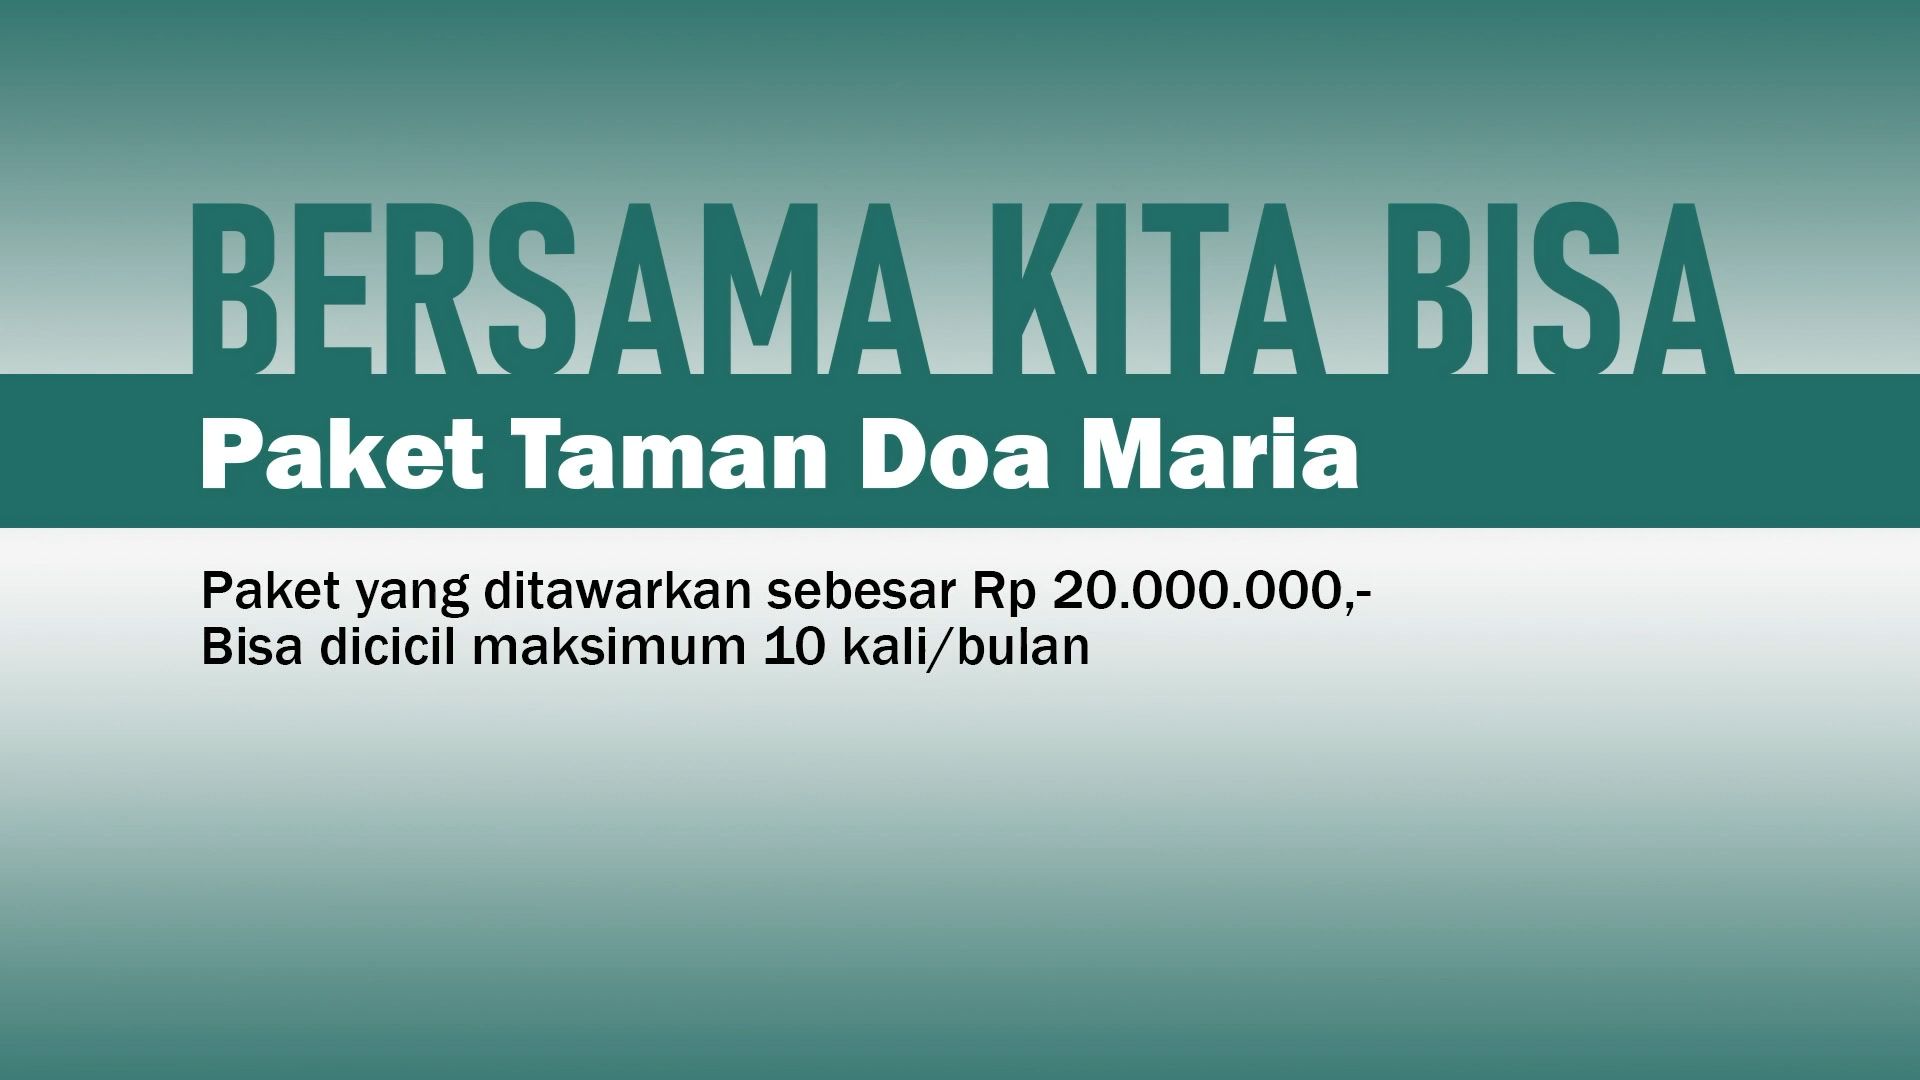 BERSAMA KITA BISA
Paket Taman Doa Maria
Paket yang ditawarkan sebesar Rp 20.000.000,-
Bisa dicicil maksimum 10 kali/bulan